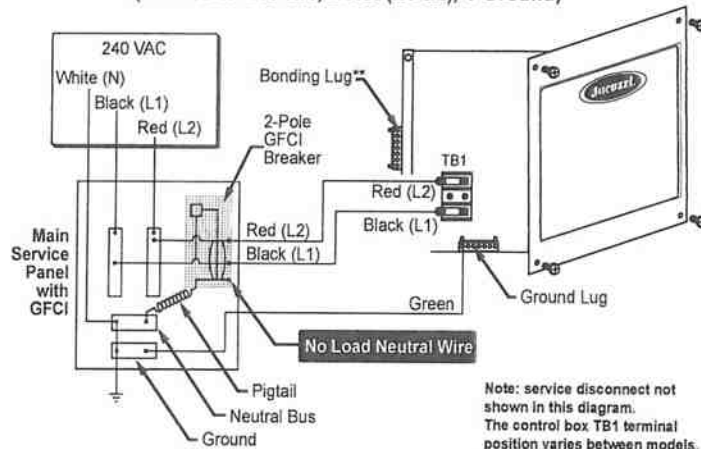 240 VAC
White (N)
Black (L1)
Red (L2)
Bonding Lug**
2-Pole
GFCI
Breaker
Jacuzzi
TB1
Red (L2)
Black (L1)
Main
Service
Panel
with
GFCI
Red (L2)
Black (L1)
Green
Ground Lug
No Load Neutral Wire
Pigtail
Neutral Bus
Ground
Note: service disconnect not
shown in this diagram.
The control box TB1 terminal
position varies between models.